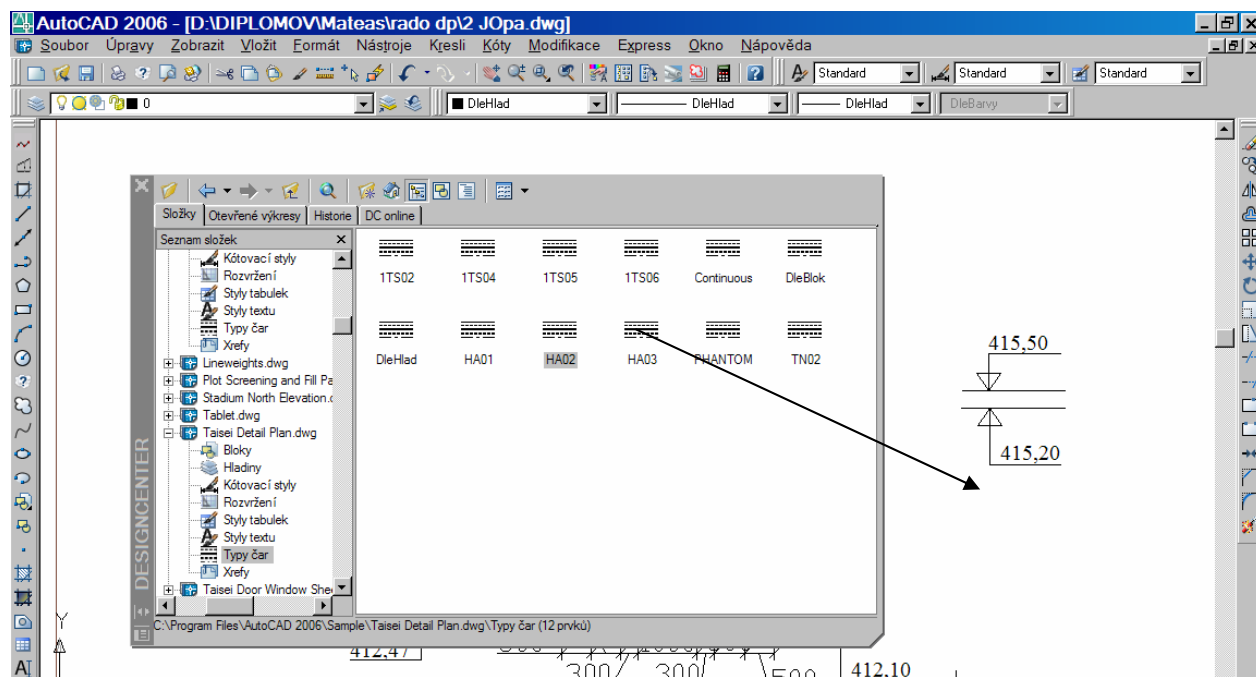 AutoCAD 2006 - [D:\DIPLOMOV\Mateas\rado dp\2 JOpa.dwg]
Soubor Úpravy Zobrazit Vložit Formát Nástroje Kresli Kóty Modifikace Express Okno Nápověda
Standard Standard Standard
0 DleHlad DleHlad DleHlad DleBarvy
Složky Otevřené výkresy Historie DC online
Seznam složek
Kótovací styly
Rozvržení
Styly tabulek
Styly textu
Typy čar
Xrefy
Lineweights.dwg
Plot Screening and Fill Pa
Stadium North Elevation.d
Tablet.dwg
Taisei Detail Plan.dwg
Bloky
Hladiny
Kótovací styly
Rozvržení
Styly tabulek
Styly textu
Typy čar
Xrefy
Taisei Door Window She
1TS02 1TS04 1TS05 1TS06 Continuous DleBlok
DleHlad HA01 HA02 HA03 PHANTOM TN02
DESIGNCENTER
C:\Program Files\AutoCAD 2006\Sample\Taisei Detail Plan.dwg\Typy čar (12 prvků)
415,50
415,20
Y
412,47
300 300 500
412,10